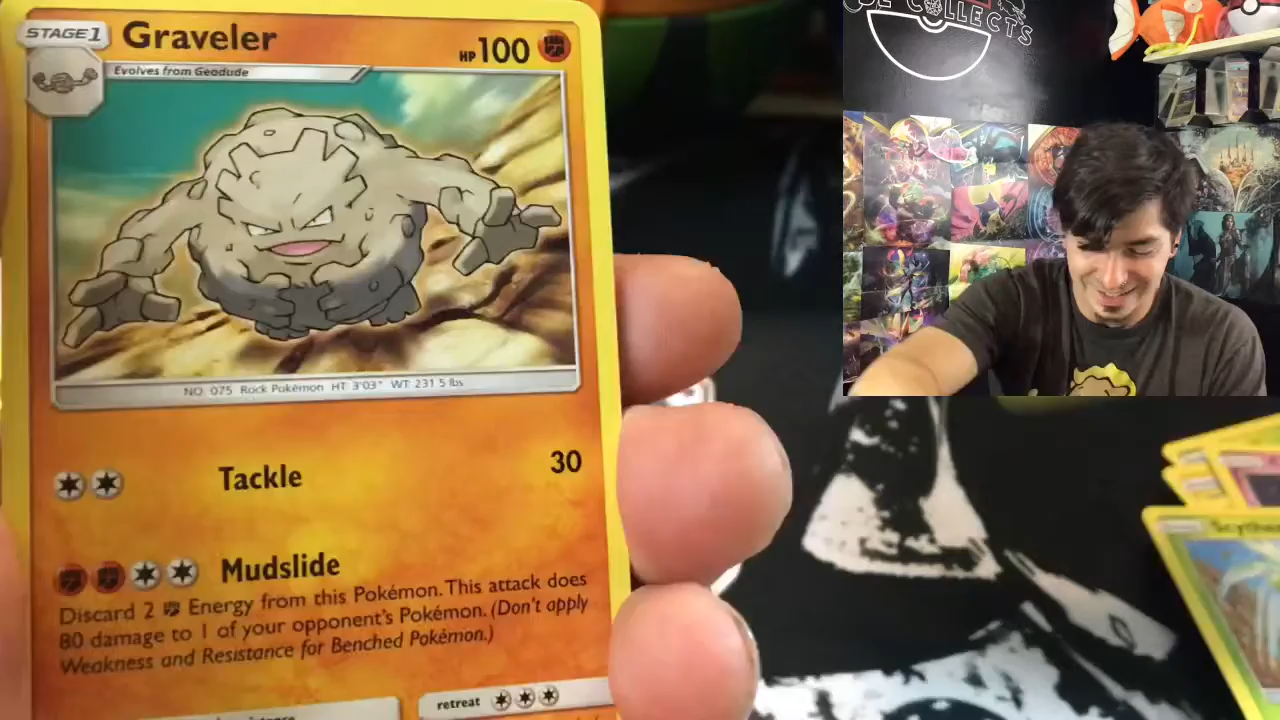 STAGE1 Graveler HP100
Evolves from Geodude
NO. 075 Rock Pokémon HT: 3'03" WT: 231.5 lbs
Tackle 30
Mudslide
Discard 2 Energy from this Pokémon. This attack does
80 damage to 1 of your opponent's Pokémon. (Don't apply
Weakness and Resistance for Benched Pokémon.)
retreat
COLLECTS
Scyther